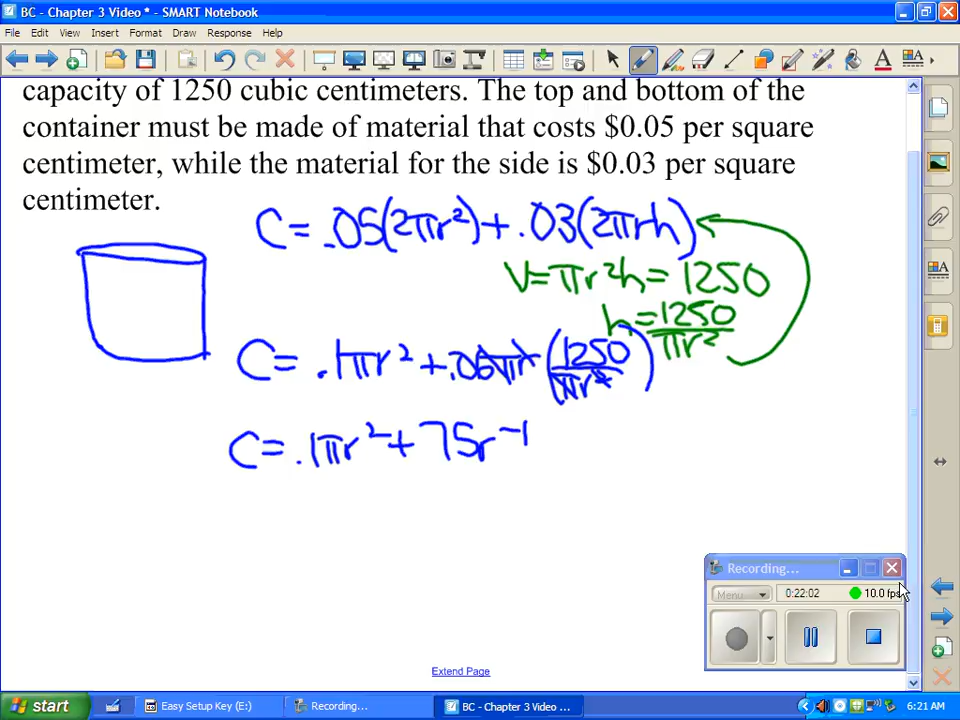 BC - Chapter 3 Video * - SMART Notebook
File Edit View Insert Format Draw Response Help
capacity of 1250 cubic centimeters. The top and bottom of the
container must be made of material that costs $0.05 per square
centimeter, while the material for the side is $0.03 per square
centimeter.
C = .05(2πr²) + .03(2πrh)
V = πr²h = 1250
h = 1250/πr²
C = .1πr² + .06πr (1250/πr²)
C = .1πr² + 75r⁻¹
Recording...
Menu 0:22:02 10.0 fps
Extend Page
start Easy Setup Key (E:) Recording... BC - Chapter 3 Video ... 6:21 AM